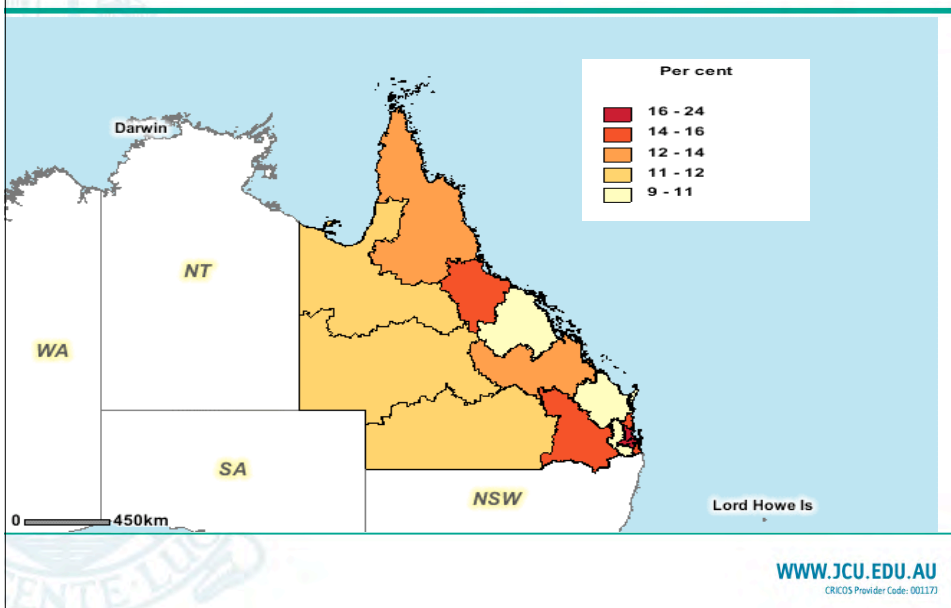 Per cent
16 - 24
14 - 16
12 - 14
11 - 12
9 - 11
Darwin
NT
WA
SA
NSW
Lord Howe Is
0 450km
WWW.JCU.EDU.AU
CRICOS Provider Code: 00117J